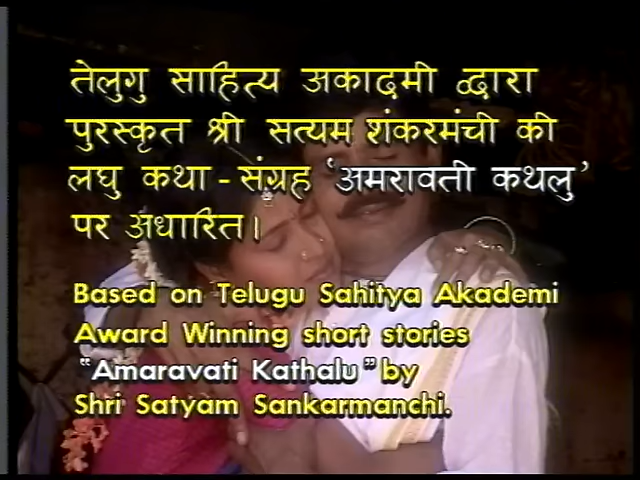 तेलुगु साहित्य अकादमी द्वारा
पुरस्कृत श्री सत्यम शंकरमंची की
लघु कथा - संग्रह ‘अमरावती कथलु’
पर अधारित।
Based on Telugu Sahitya Akademi
Award Winning short stories
“Amaravati Kathalu” by
Shri Satyam Sankarmanchi.